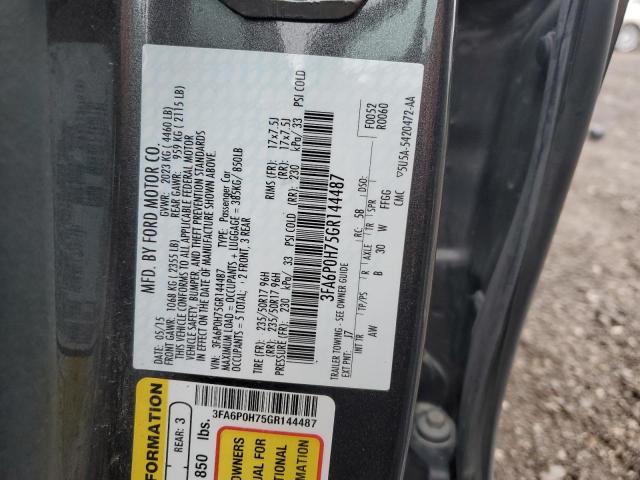 MFD. BY FORD MOTOR CO.
DATE: 05/15
GVWR: 2023 KG ( 4460 LB)
FRONT GAWR: 1068 KG ( 2355 LB)
REAR GAWR: 959 KG ( 2115 LB)
THIS VEHICLE CONFORMS TO ALL APPLICABLE FEDERAL MOTOR
VEHICLE SAFETY, BUMPER, AND THEFT PREVENTION STANDARDS
IN EFFECT ON THE DATE OF MANUFACTURE SHOWN ABOVE.
VIN: 3FA6P0H75GR144487
TYPE: Passenger Car
MAXIMUM LOAD = OCCUPANTS + LUGGAGE = 385KG/ 850LB
OCCUPANTS = 5 TOTAL - 2 FRONT, 3 REAR
TIRE (FR): 235/50R17 96H
RIMS (FR): 17x7.5J
(RR): 235/50R17 96H
(RR): 17x7.5J
PRESSURE (FR): 230 kPa/ 33 PSI COLD
(RR): 230 kPa/ 33 PSI COLD
3FA6P0H75GR144487
TRAILER TOWING - SEE OWNER GUIDE
F0052
R0060
EXT PNT: J7
RC: 58
DSO:
INT TR
TP/PS
R
AXLE
TR
SPR
AW
B
30
W
FFGG
CMC
5U5A-5420472-AA
3FA6P0H75GR144487
FORMATION
REAR: 3
850 lbs.
OWNERS
UAL FOR
TIONAL